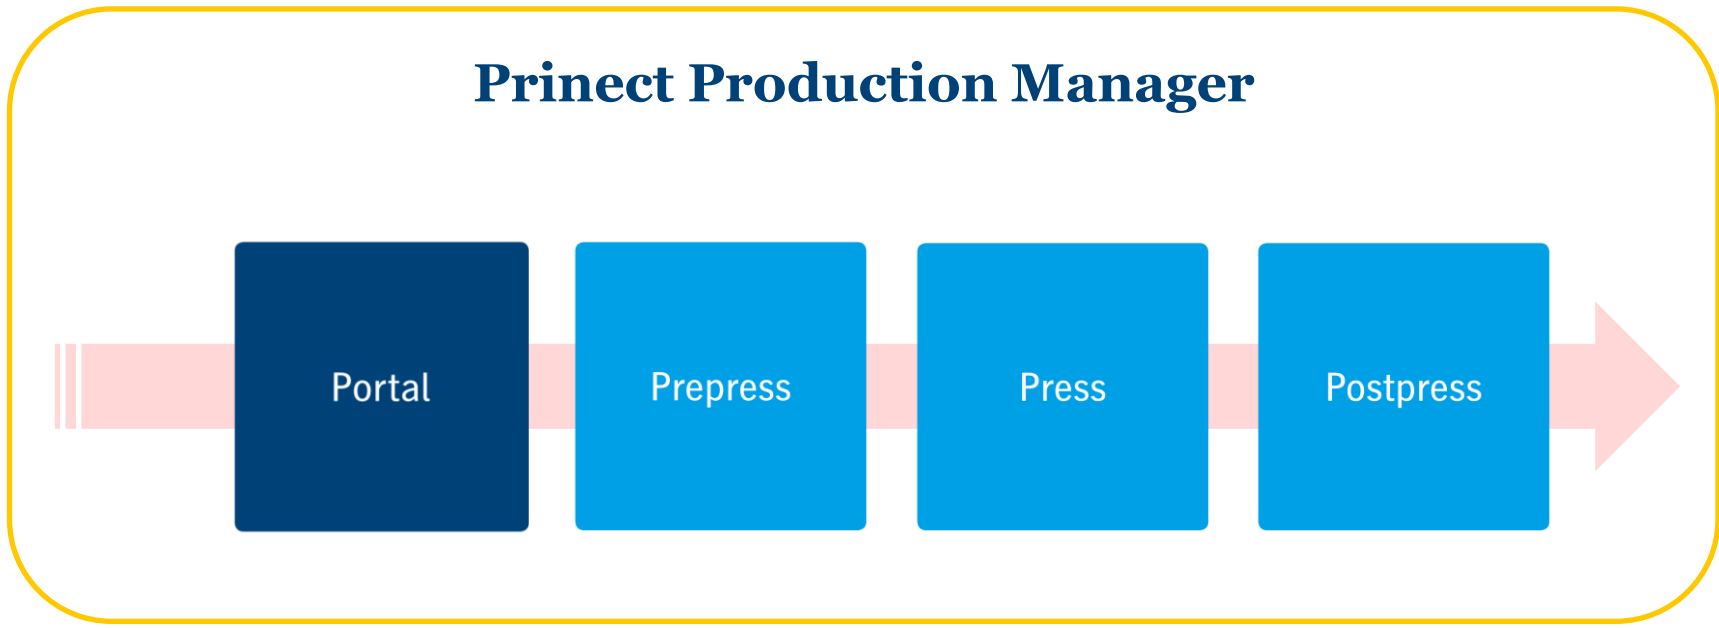 Prinect Production Manager
Portal
Prepress
Press
Postpress